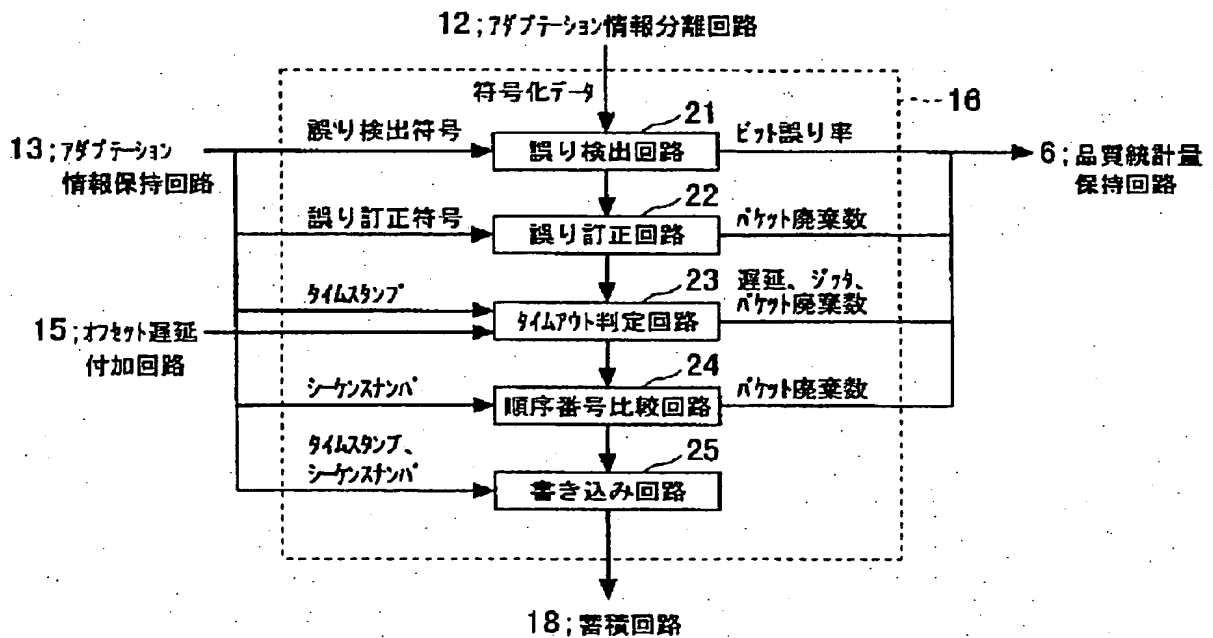 12;アダプテーション情報分離回路
符号化データ
16
21
誤り検出符号
ビット誤り率
13;アダプテーション
情報保持回路
誤り検出回路
6;品質統計量
保持回路
22
誤り訂正符号
パケット廃棄数
誤り訂正回路
23
遅延、ジッタ、
タイムスタンプ
パケット廃棄数
タイムアウト判定回路
15;オフセット遅延
付加回路
24
シーケンスナンバ
パケット廃棄数
順序番号比較回路
タイムスタンプ、
シーケンスナンバ
25
書き込み回路
18;蓄積回路